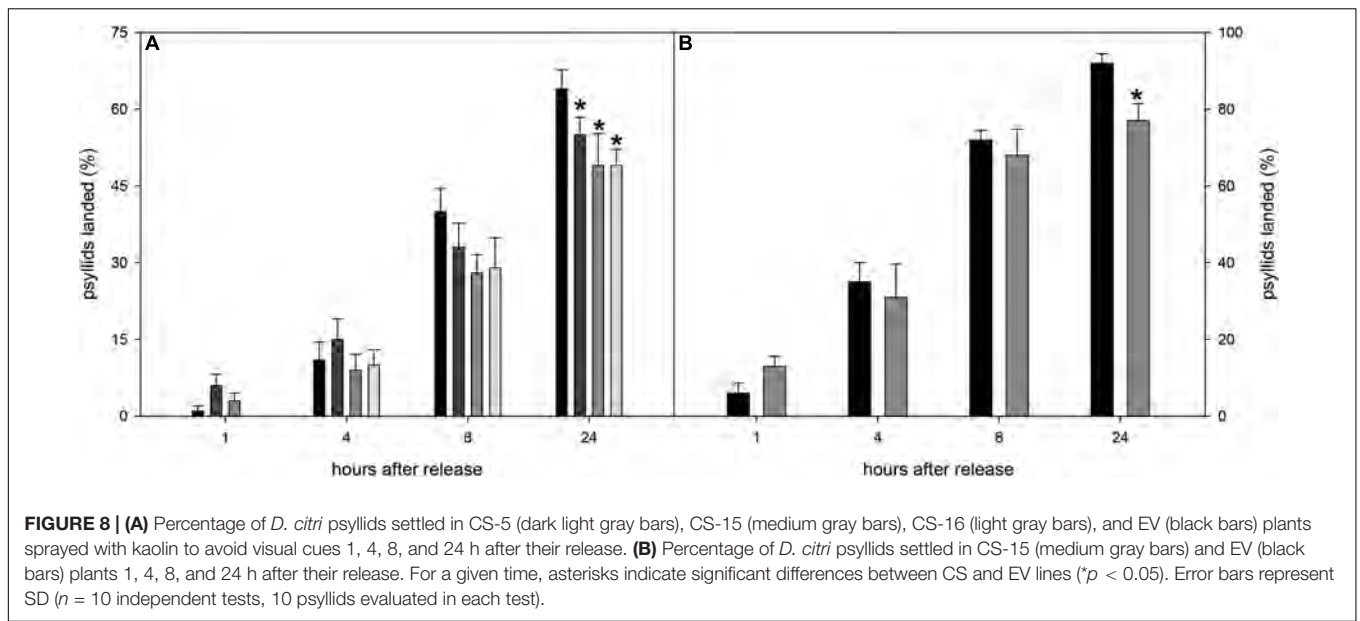 A
B
75
60
45
30
15
0
psyllids landed (%)
1 4 8 24
hours after release
* * *
100
80
60
40
20
0
psyllids landed (%)
1 4 8 24
hours after release
*
FIGURE 8 | (A) Percentage of D. citri psyllids settled in CS-5 (dark light gray bars), CS-15 (medium gray bars), CS-16 (light gray bars), and EV (black bars) plants
sprayed with kaolin to avoid visual cues 1, 4, 8, and 24 h after their release. (B) Percentage of D. citri psyllids settled in CS-15 (medium gray bars) and EV (black
bars) plants 1, 4, 8, and 24 h after their release. For a given time, asterisks indicate significant differences between CS and EV lines (*p < 0.05). Error bars represent
SD (n = 10 independent tests, 10 psyllids evaluated in each test).